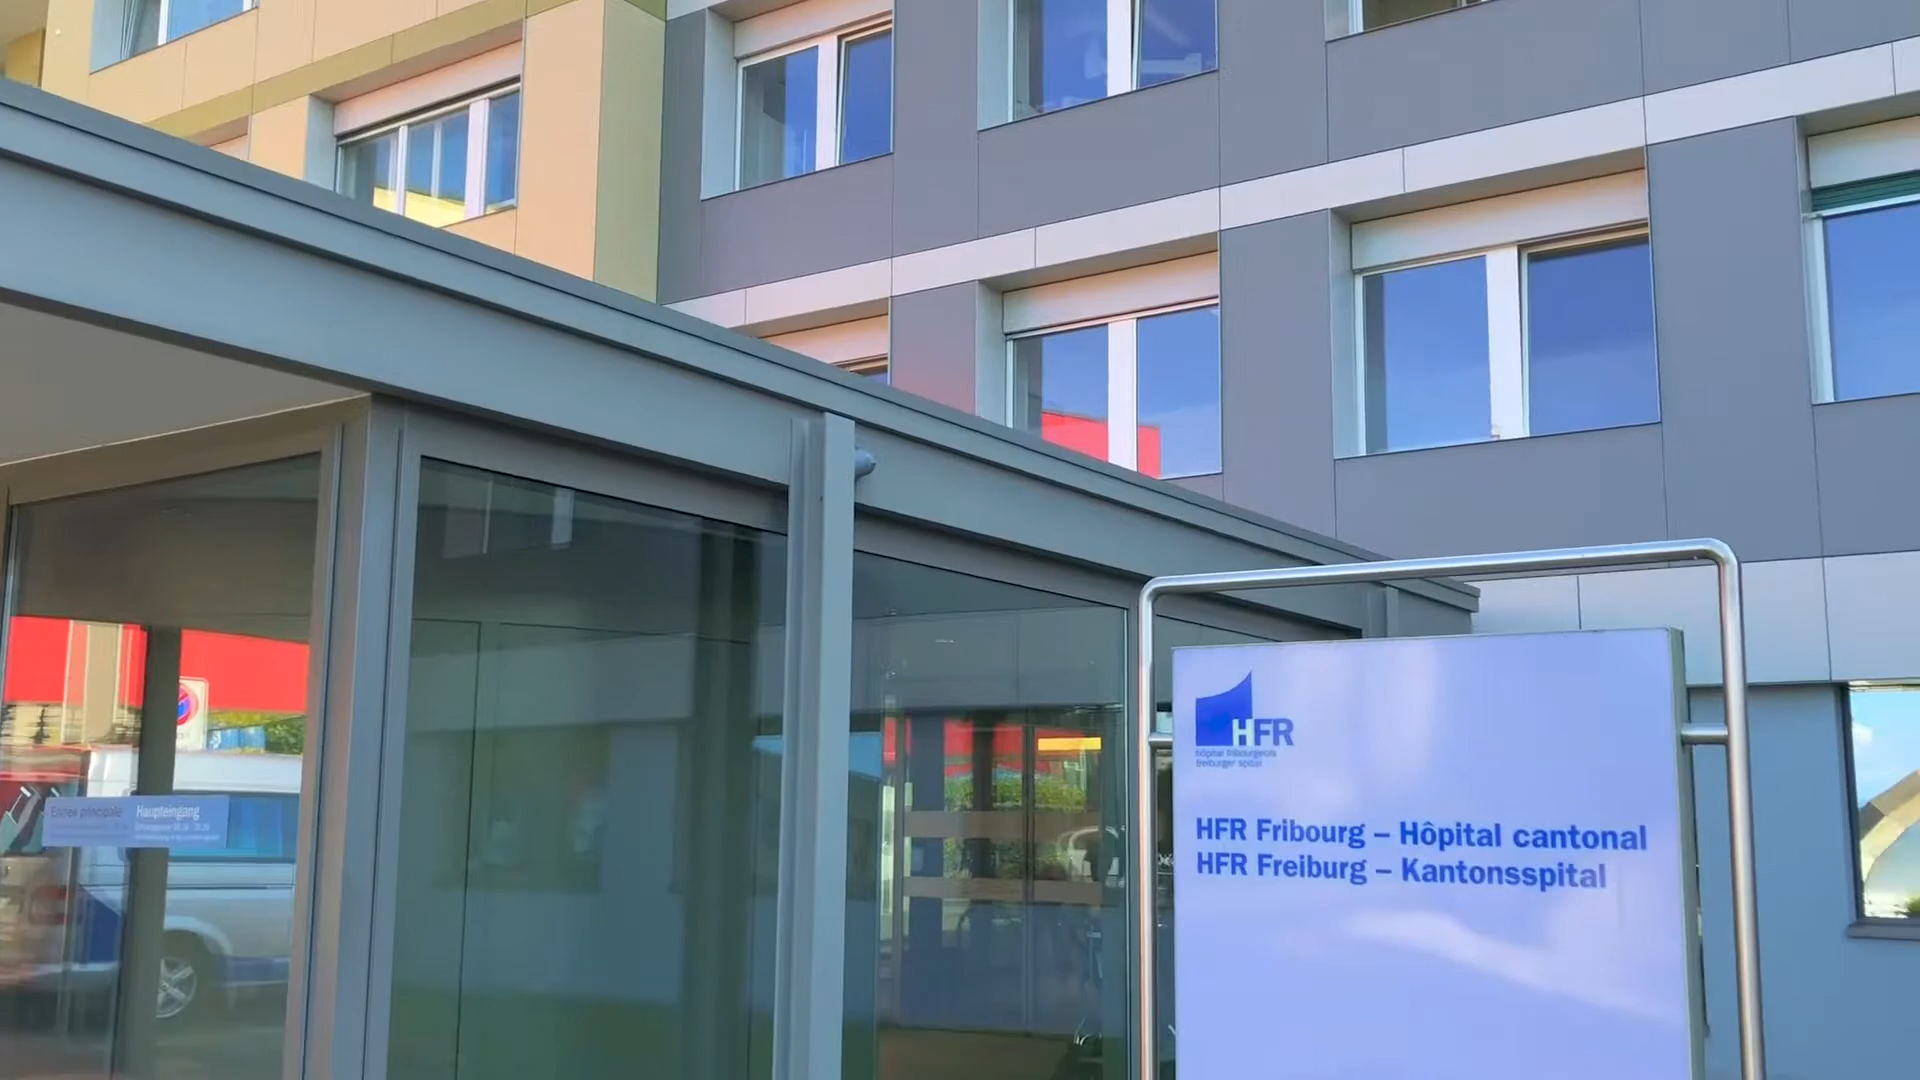 HFR
hôpital fribourgeois
freiburger spital
HFR Fribourg – Hôpital cantonal
HFR Freiburg – Kantonsspital
Entrée principale Haupteingang